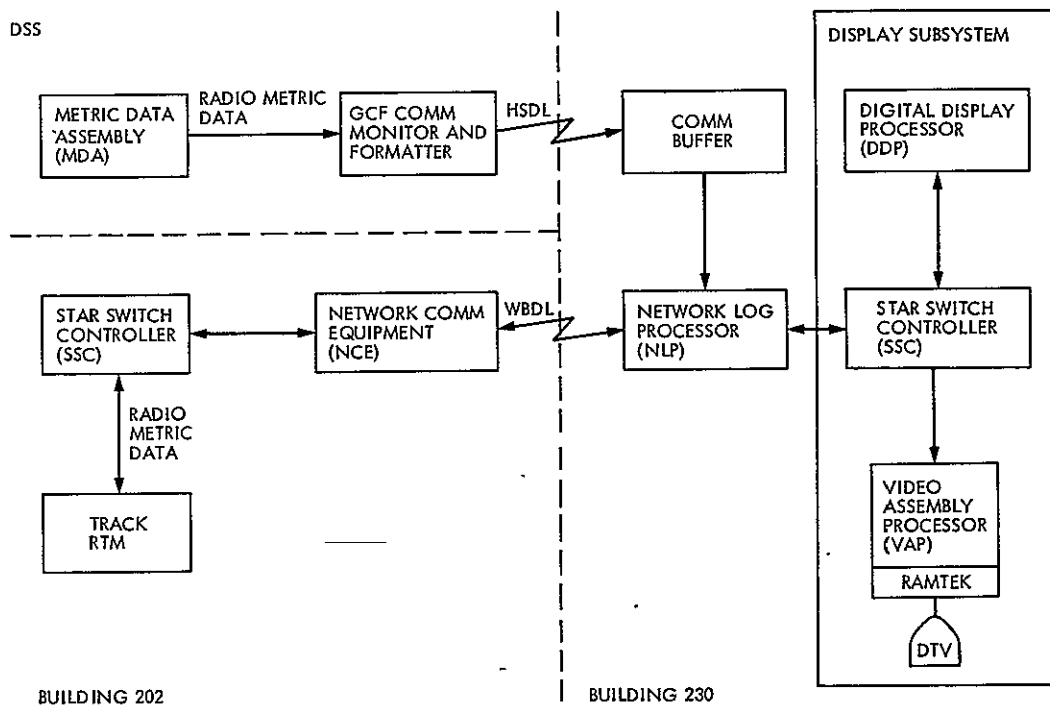 DSS
METRIC DATA
ASSEMBLY
(MDA)
RADIO METRIC
DATA
GCF COMM
MONITOR AND
FORMATTER
HSDL
COMM
BUFFER
DISPLAY SUBSYSTEM
DIGITAL DISPLAY
PROCESSOR
(DDP)
STAR SWITCH
CONTROLLER
(SSC)
NETWORK COMM
EQUIPMENT
(NCE)
WBDL
NETWORK LOG
PROCESSOR
(NLP)
STAR SWITCH
CONTROLLER
(SSC)
RADIO
METRIC
DATA
TRACK
RTM
VIDEO
ASSEMBLY
PROCESSOR
(VAP)
RAMTEK
DTV
BUILDING 202
BUILDING 230